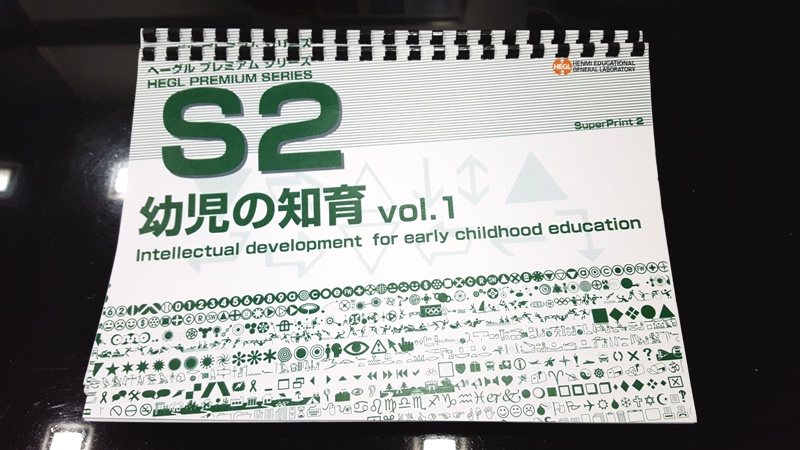 ヘーグル プレミアム シリーズ
HEGL PREMIUM SERIES
HEGL
HENMI EDUCATIONAL
GENERAL LABORATORY
S2
SuperPrint 2
幼児の知育 vol.1
Intellectual development for early childhood education